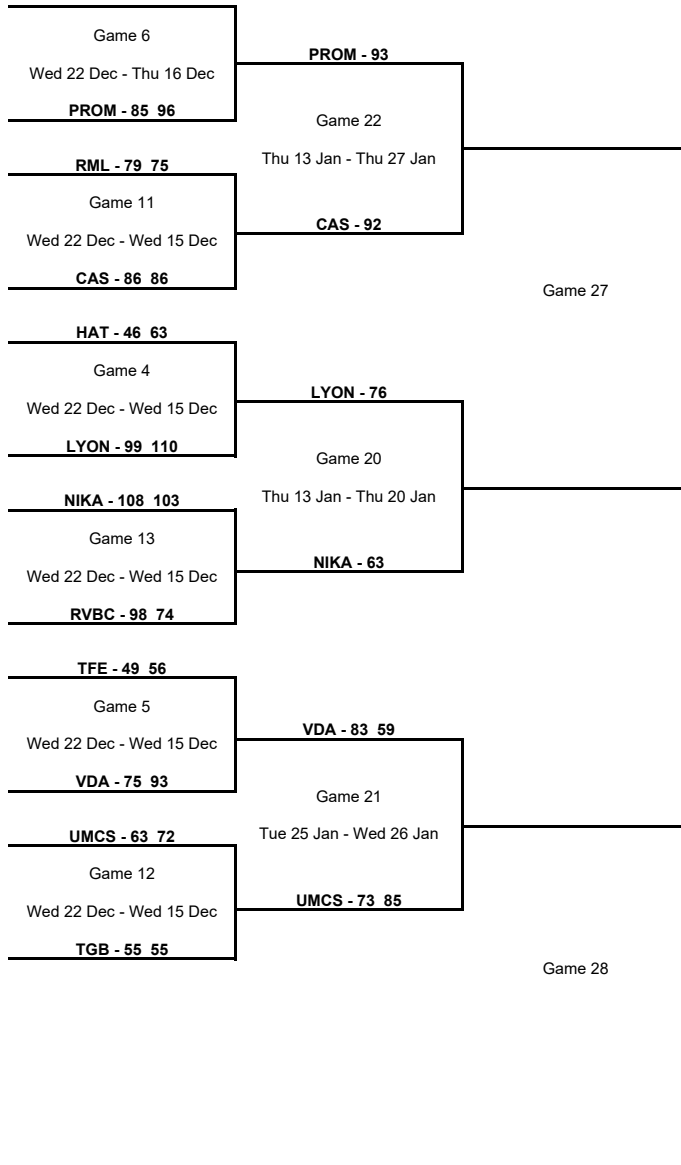 Game 6
Wed 22 Dec - Thu 16 Dec
PROM - 85  96
RML - 79  75
Game 11
Wed 22 Dec - Wed 15 Dec
CAS - 86  86
HAT - 46  63
Game 4
Wed 22 Dec - Wed 15 Dec
LYON - 99  110
NIKA - 108  103
Game 13
Wed 22 Dec - Wed 15 Dec
RVBC - 98  74
TFE - 49  56
Game 5
Wed 22 Dec - Wed 15 Dec
VDA - 75  93
UMCS - 63  72
Game 12
Wed 22 Dec - Wed 15 Dec
TGB - 55  55
PROM - 93
Game 22
Thu 13 Jan - Thu 27 Jan
CAS - 92
LYON - 76
Game 20
Thu 13 Jan - Thu 20 Jan
NIKA - 63
VDA - 83  59
Game 21
Tue 25 Jan - Wed 26 Jan
UMCS - 73  85
Game 27
Game 28